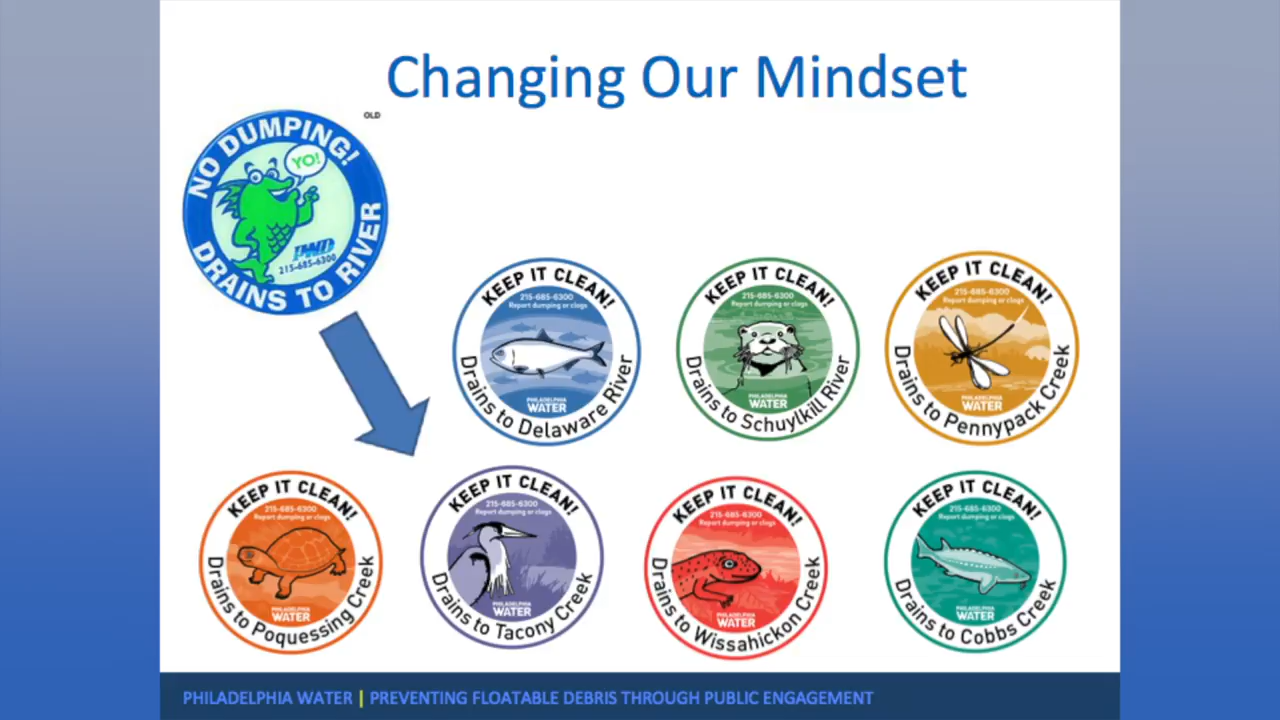 Changing Our Mindset
OLD
NO DUMPING!
YO!
PWD
215-685-6300
DRAINS TO RIVER
KEEP IT CLEAN!
215-685-6300
Report dumping or clogs
PHILADELPHIA
WATER
Drains to Delaware River
KEEP IT CLEAN!
215-685-6300
Report dumping or clogs
PHILADELPHIA
WATER
Drains to Schuylkill River
KEEP IT CLEAN!
215-685-6300
Report dumping or clogs
PHILADELPHIA
WATER
Drains to Pennypack Creek
KEEP IT CLEAN!
215-685-6300
Report dumping or clogs
PHILADELPHIA
WATER
Drains to Poquessing Creek
KEEP IT CLEAN!
215-685-6300
Report dumping or clogs
PHILADELPHIA
WATER
Drains to Tacony Creek
KEEP IT CLEAN!
215-685-6300
Report dumping or clogs
PHILADELPHIA
WATER
Drains to Wissahickon Creek
KEEP IT CLEAN!
215-685-6300
Report dumping or clogs
PHILADELPHIA
WATER
Drains to Cobbs Creek
PHILADELPHIA WATER | PREVENTING FLOATABLE DEBRIS THROUGH PUBLIC ENGAGEMENT